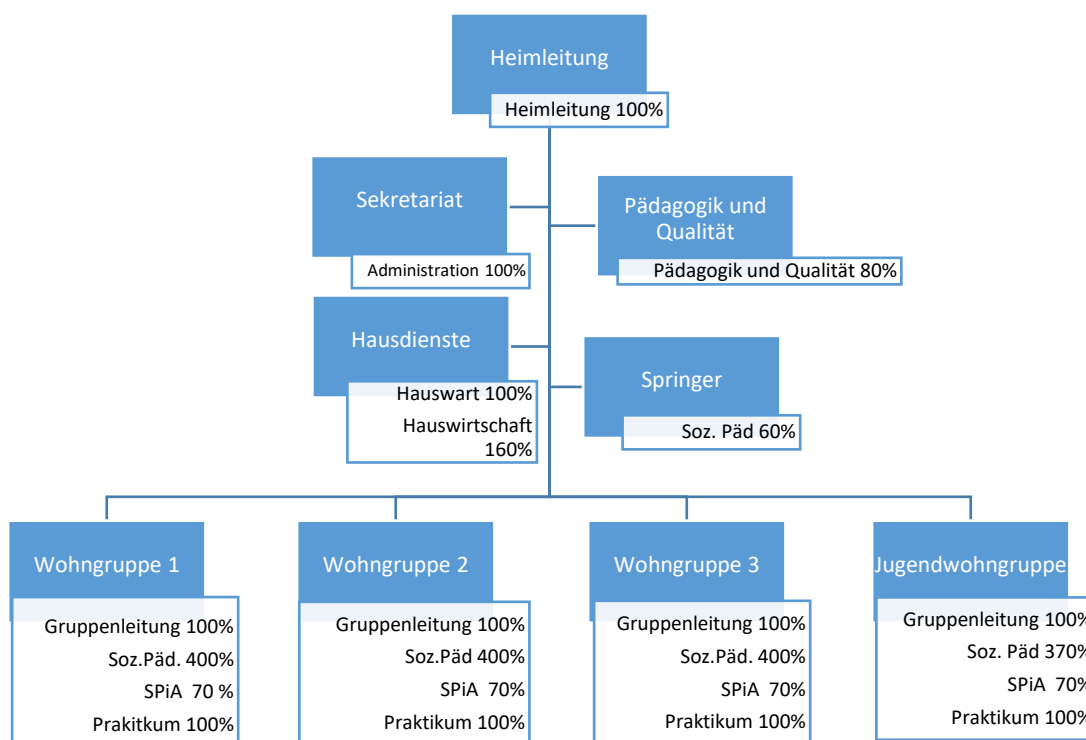 Heimleitung
Heimleitung 100%
Sekretariat
Administration 100%
Pädagogik und
Qualität
Pädagogik und Qualität 80%
Hausdienste
Hauswart 100%
Hauswirtschaft
160%
Springer
Soz. Päd 60%
Wohngruppe 1
Gruppenleitung 100%
Soz.Päd. 400%
SPiA 70 %
Prakitkum 100%
Wohngruppe 2
Gruppenleitung 100%
Soz.Päd 400%
SPiA 70%
Praktikum 100%
Wohngruppe 3
Gruppenleitung 100%
Soz.Päd. 400%
SPiA 70%
Praktikum 100%
Jugendwohngruppe
Gruppenleitung 100%
Soz. Päd 370%
SPiA 70%
Praktikum 100%